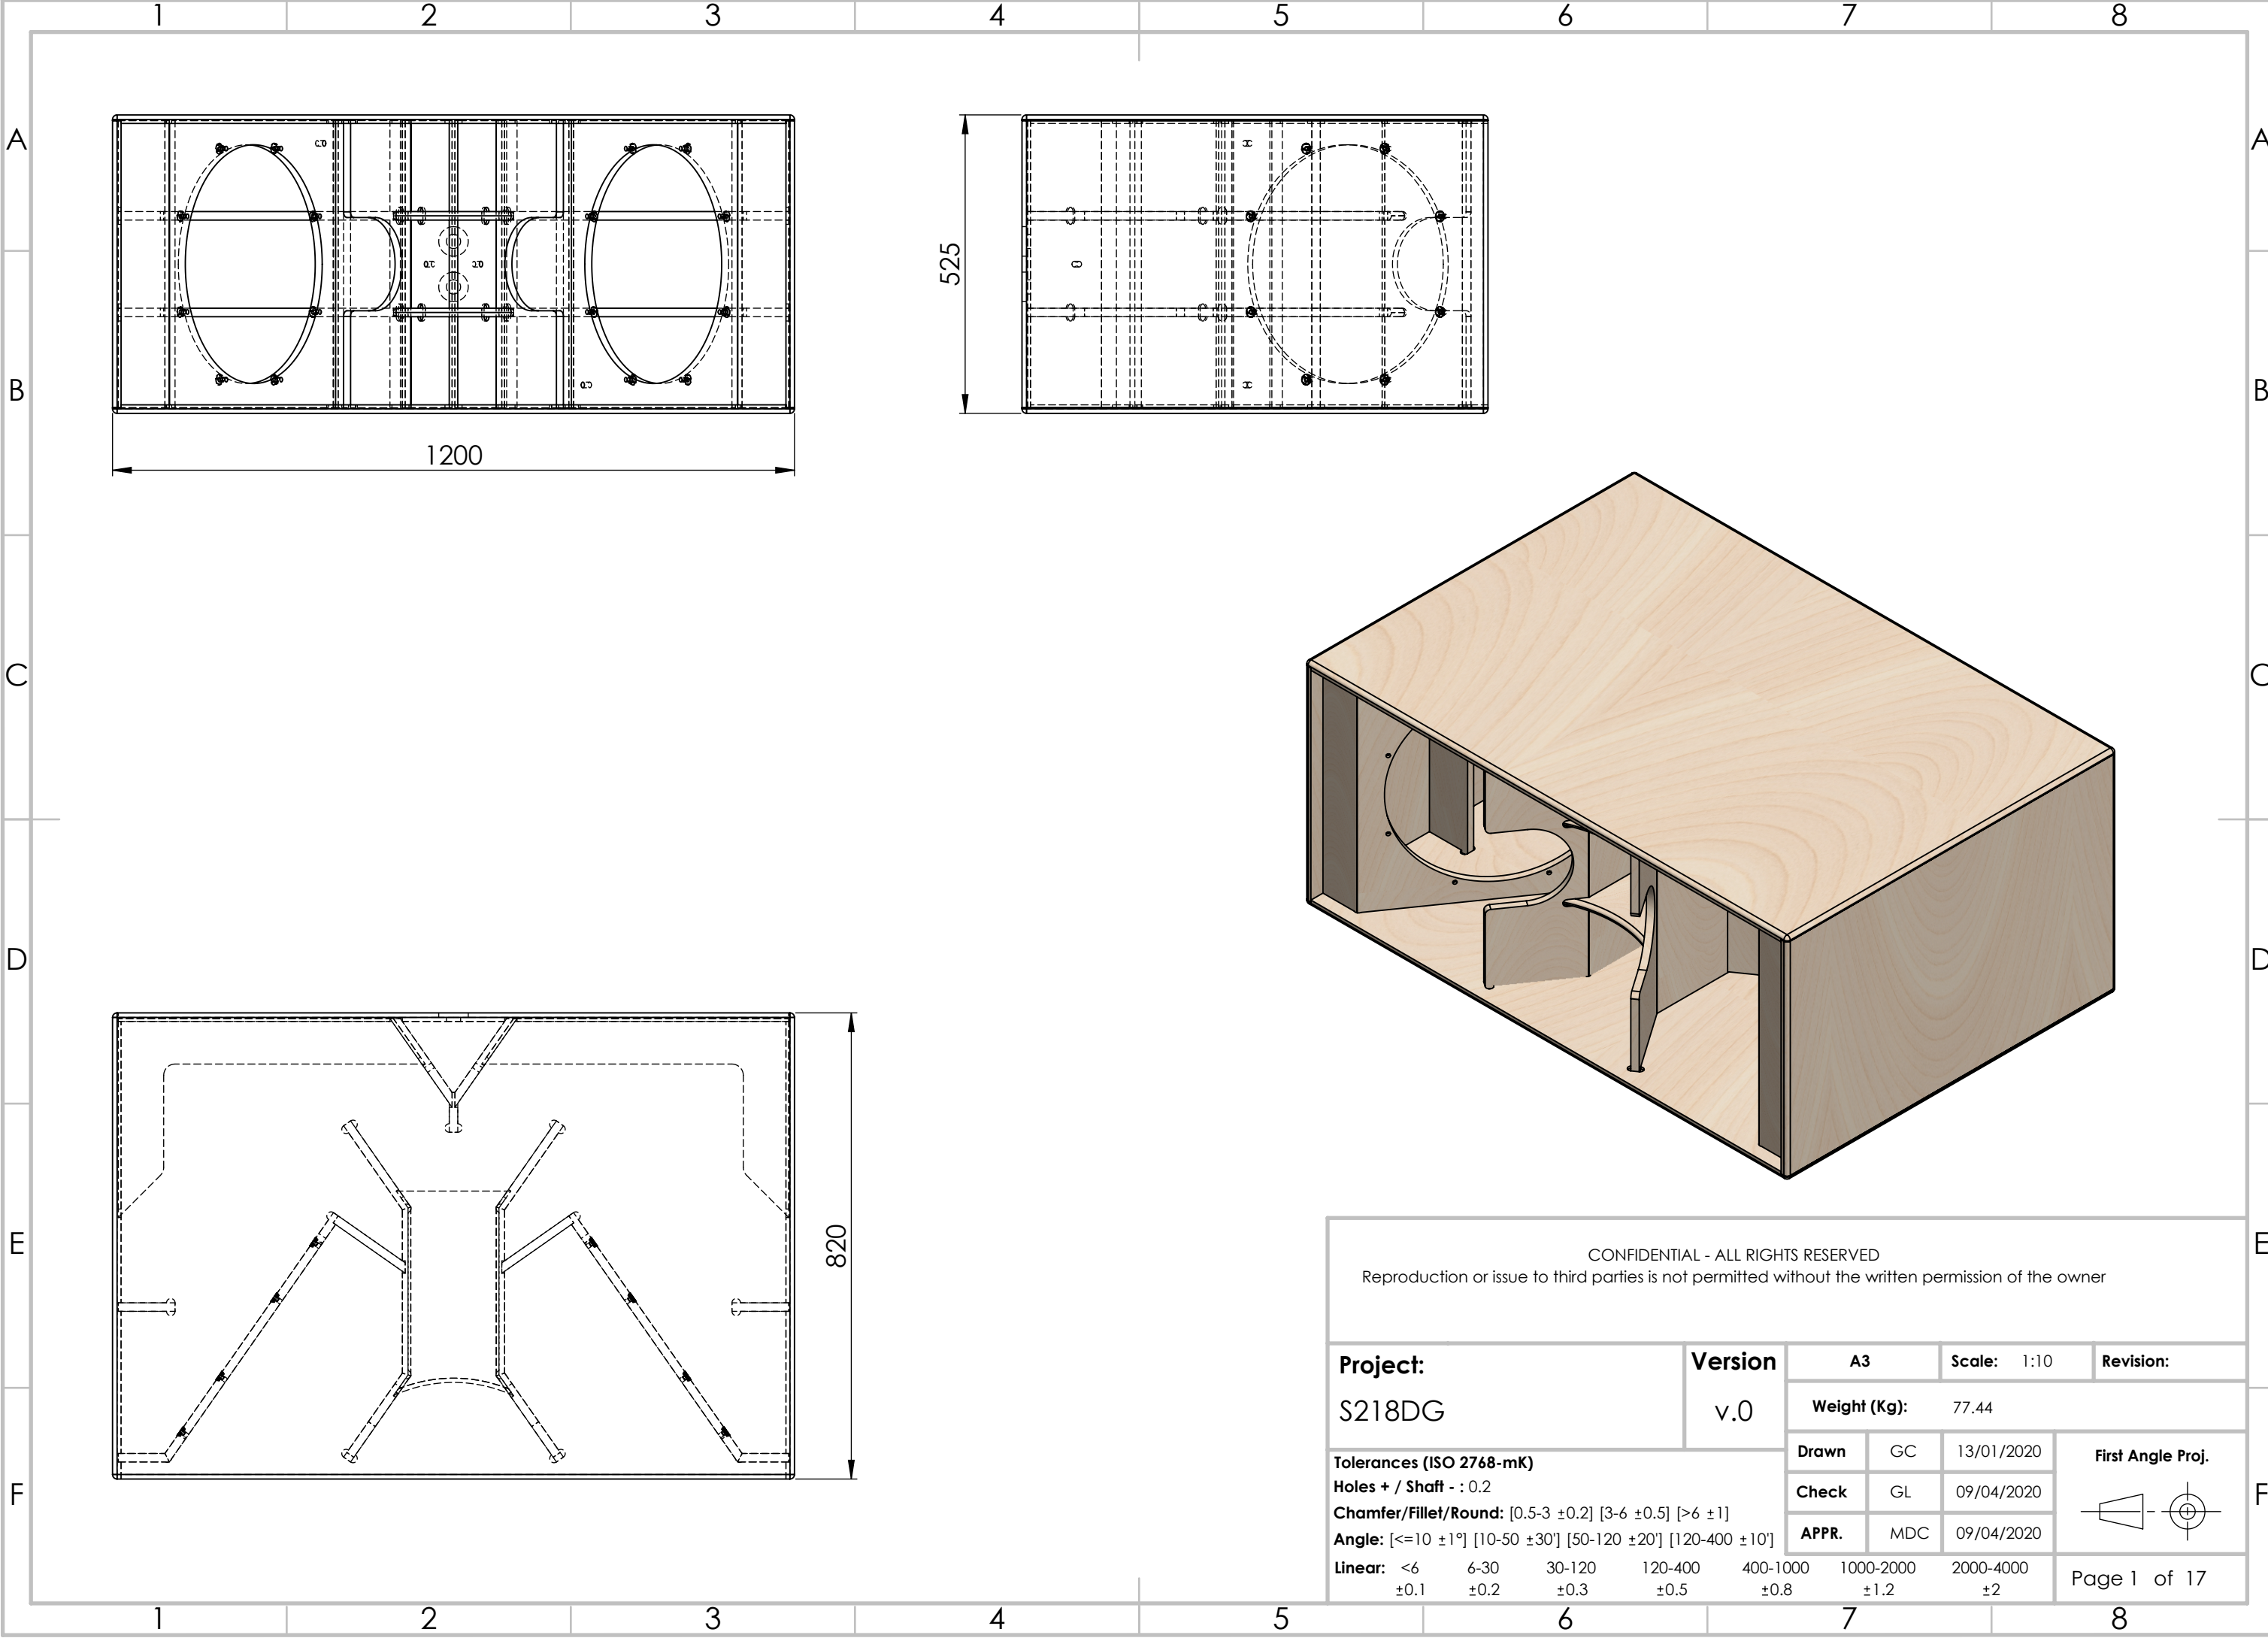 1 2 3 4 5 6 7 8
A A
B B
C C
D D
E E
F F
1200
525
820
CONFIDENTIAL - ALL RIGHTS RESERVED
Reproduction or issue to third parties is not permitted without the written permission of the owner
Project:
S218DG
Version
v.0
A3 Scale: 1:10 Revision:
Weight (Kg): 77.44
Drawn GC 13/01/2020
Check GL 09/04/2020
APPR. MDC 09/04/2020
First Angle Proj.
Tolerances (ISO 2768-mK)
Holes + / Shaft - : 0.2
Chamfer/Fillet/Round: [0.5-3 ±0.2] [3-6 ±0.5] [>6 ±1]
Angle: [<=10 ±1°] [10-50 ±30'] [50-120 ±20'] [120-400 ±10']
Linear: <6 6-30 30-120 120-400 400-1000 1000-2000 2000-4000
±0.1 ±0.2 ±0.3 ±0.5 ±0.8 ±1.2 ±2
Page 1 of 17
1 2 3 4 5 6 7 8